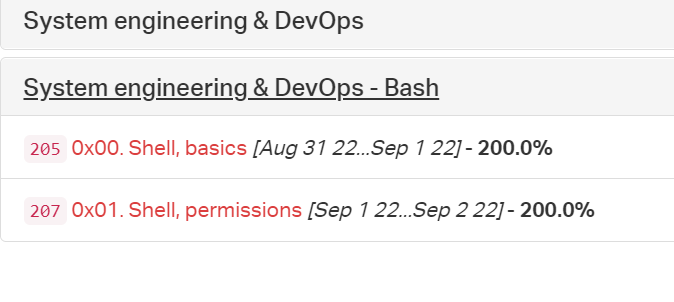 System engineering & DevOps
System engineering & DevOps - Bash
205 0x00. Shell, basics [Aug 31 22...Sep 1 22] - 200.0%
207 0x01. Shell, permissions [Sep 1 22...Sep 2 22] - 200.0%